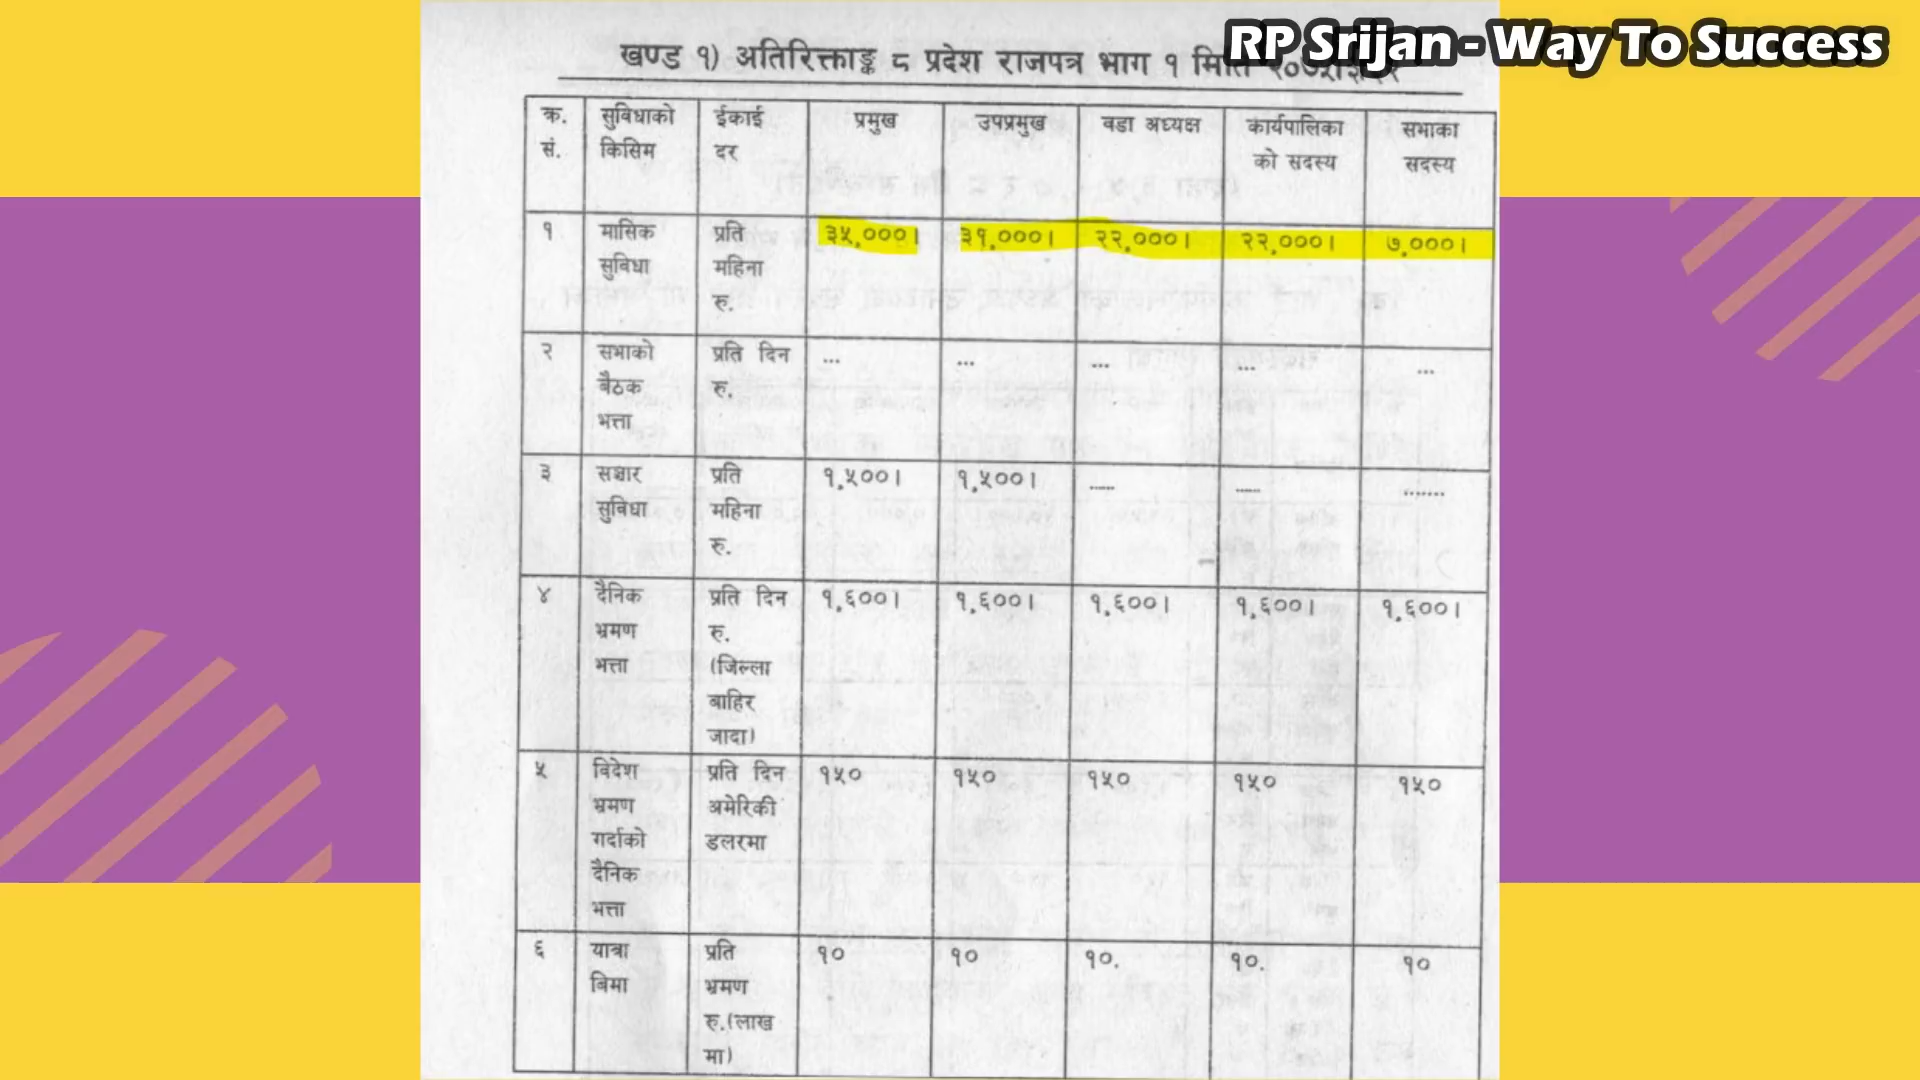 RP Srijan - Way To Success
खण्ड १) अतिरिक्ताङ्क ८ प्रदेश राजपत्र भाग १ मिति
क्र. सं. सुविधाको किसिम ईकाई दर प्रमुख उपप्रमुख वडा अध्यक्ष कार्यपालिका को सदस्य सभाका सदस्य
१ मासिक सुविधा प्रति महिना रु. ३५,०००। ३१,०००। २२,०००। २२,०००। ७,०००।
२ सभाको बैठक भत्ता प्रति दिन रु. ... ... ... ... ...
३ सञ्चार सुविधा प्रति महिना रु. १,५००। १,५००। ..... ..... .......
४ दैनिक भ्रमण भत्ता प्रति दिन रु. (जिल्ला बाहिर जादा) १,६००। १,६००। १,६००। १,६००। १,६००।
५ विदेश भ्रमण गर्दाको दैनिक भत्ता प्रति दिन अमेरिकी डलरमा १५० १५० १५० १५० १५०
६ यात्रा बिमा प्रति भ्रमण रु.(लाख मा) १० १० १०. १०. १०